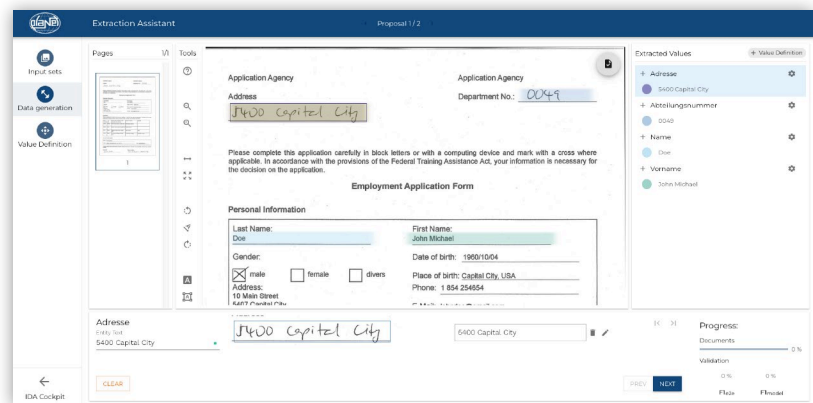 planet
Extraction Assistant
Proposal 1 / 2
Input sets
Data generation
Value Definition
IDA Cockpit
Pages 1/1
1
Tools
Application Agency
Application Agency
Address
Department No.: 0049
5400 Capital City
Please complete this application carefully in block letters or with a computing device and mark with a cross where
applicable. In accordance with the provisions of the Federal Training Assistance Act, your information is necessary for
the decision on the application.
Employment Application Form
Personal Information
Last Name:
First Name:
Doe
John Michael
Gender:
Date of birth: 1960/10/04
male
female
divers
Place of birth: Capital City, USA
Address:
Phone: 1 854 254654
10 Main Street
5407 Capital City
Extracted Values
+ Value Definition
+ Adresse
5400 Capital City
+ Abteilungsnummer
0049
+ Name
Doe
+ Vorname
John Michael
Adresse
Entity Text
5400 Capital City
5400 Capital City
5400 Capital City
CLEAR
PREV
NEXT
Progress:
Documents
0 %
Validation
0 %
0 %
F1
F1model